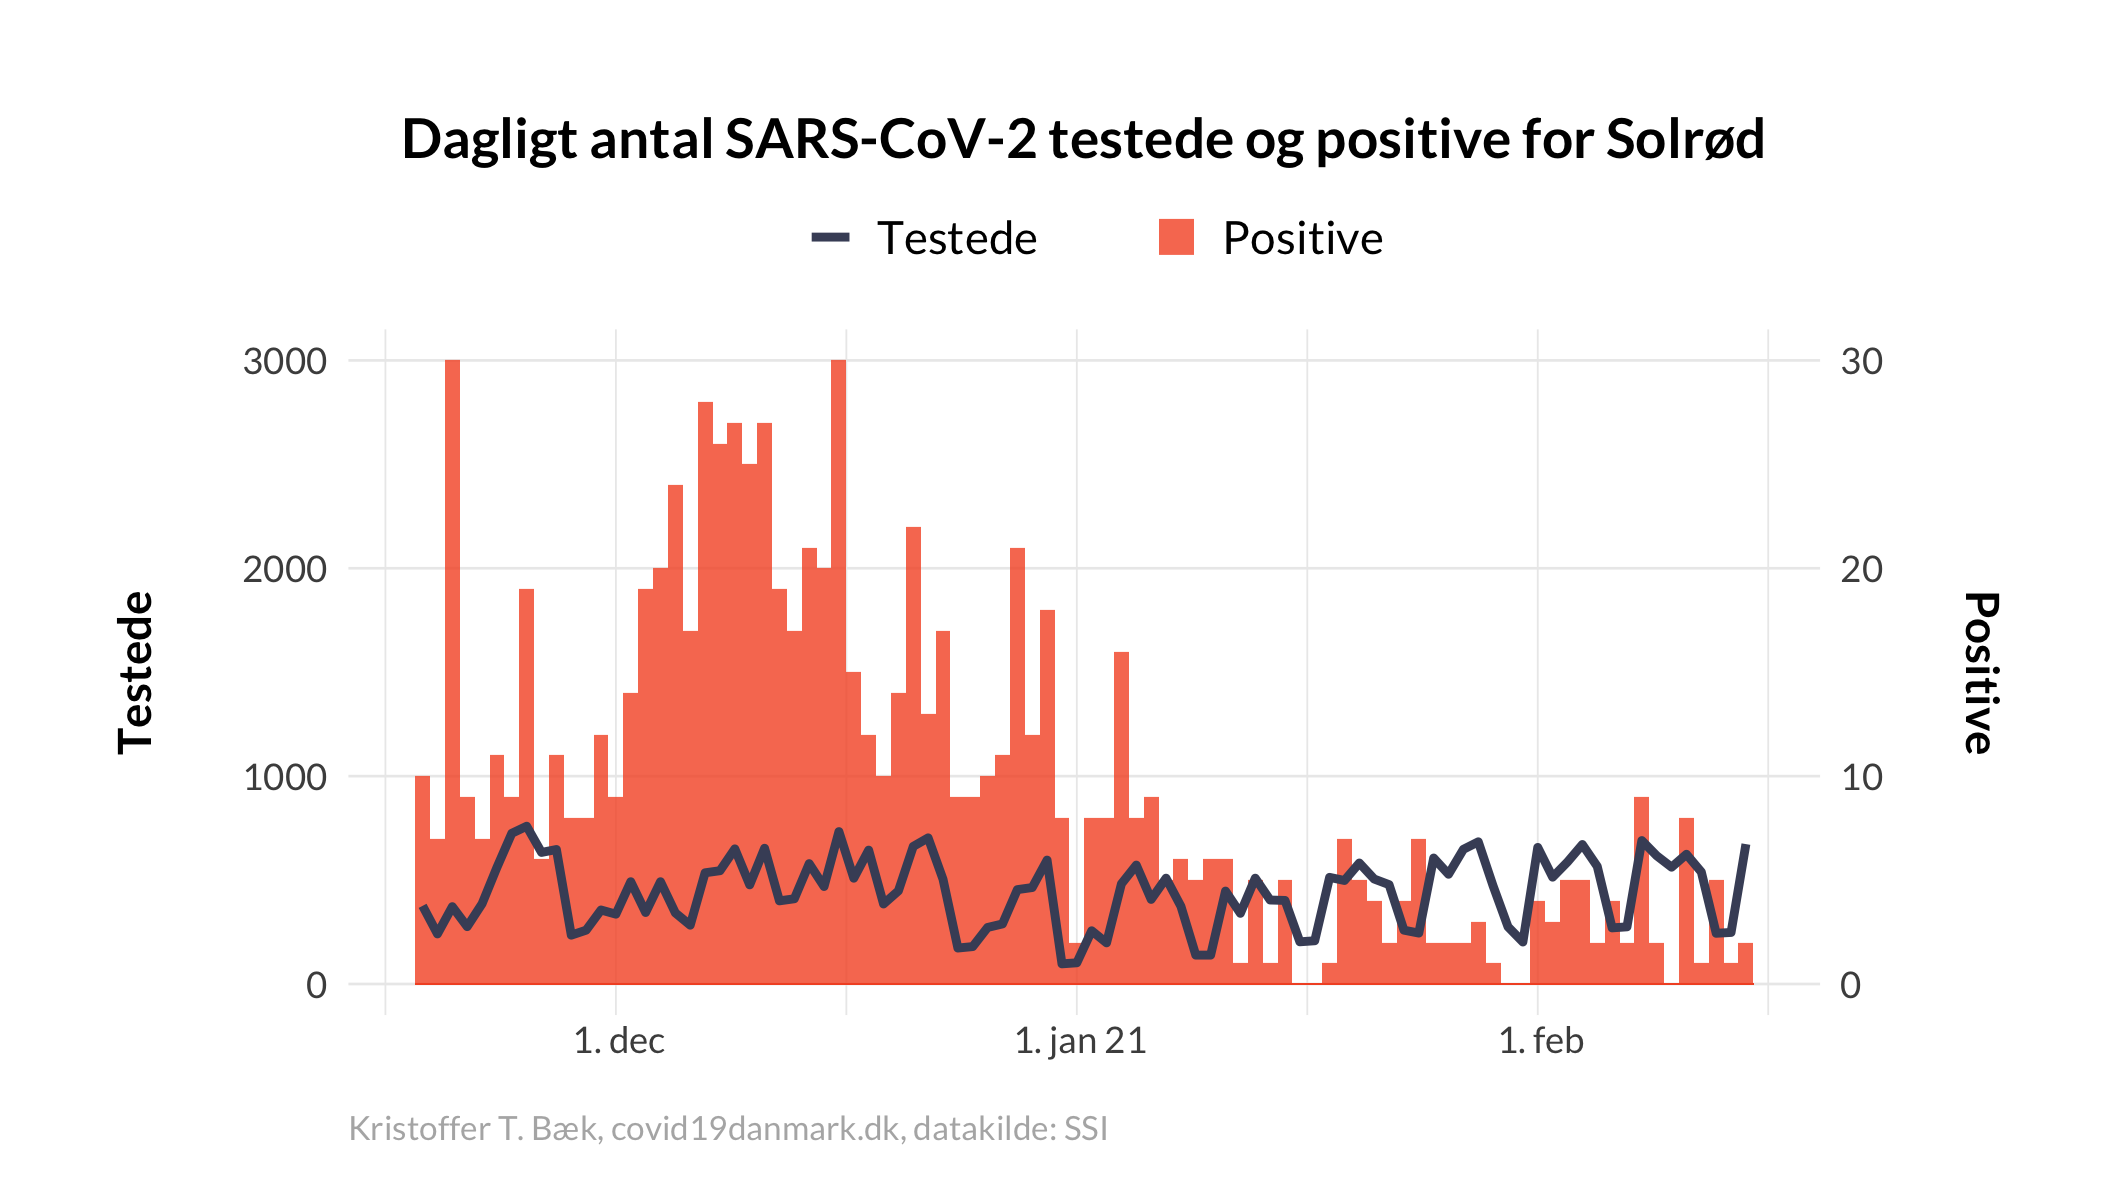 Dagligt antal SARS-CoV-2 testede og positive for Solrød
Testede
Positive
3000
2000
1000
0
30
20
10
0
Testede
Positive
1. dec
1. jan 21
1. feb
Kristoffer T. Bæk, covid19danmark.dk, datakilde: SSI